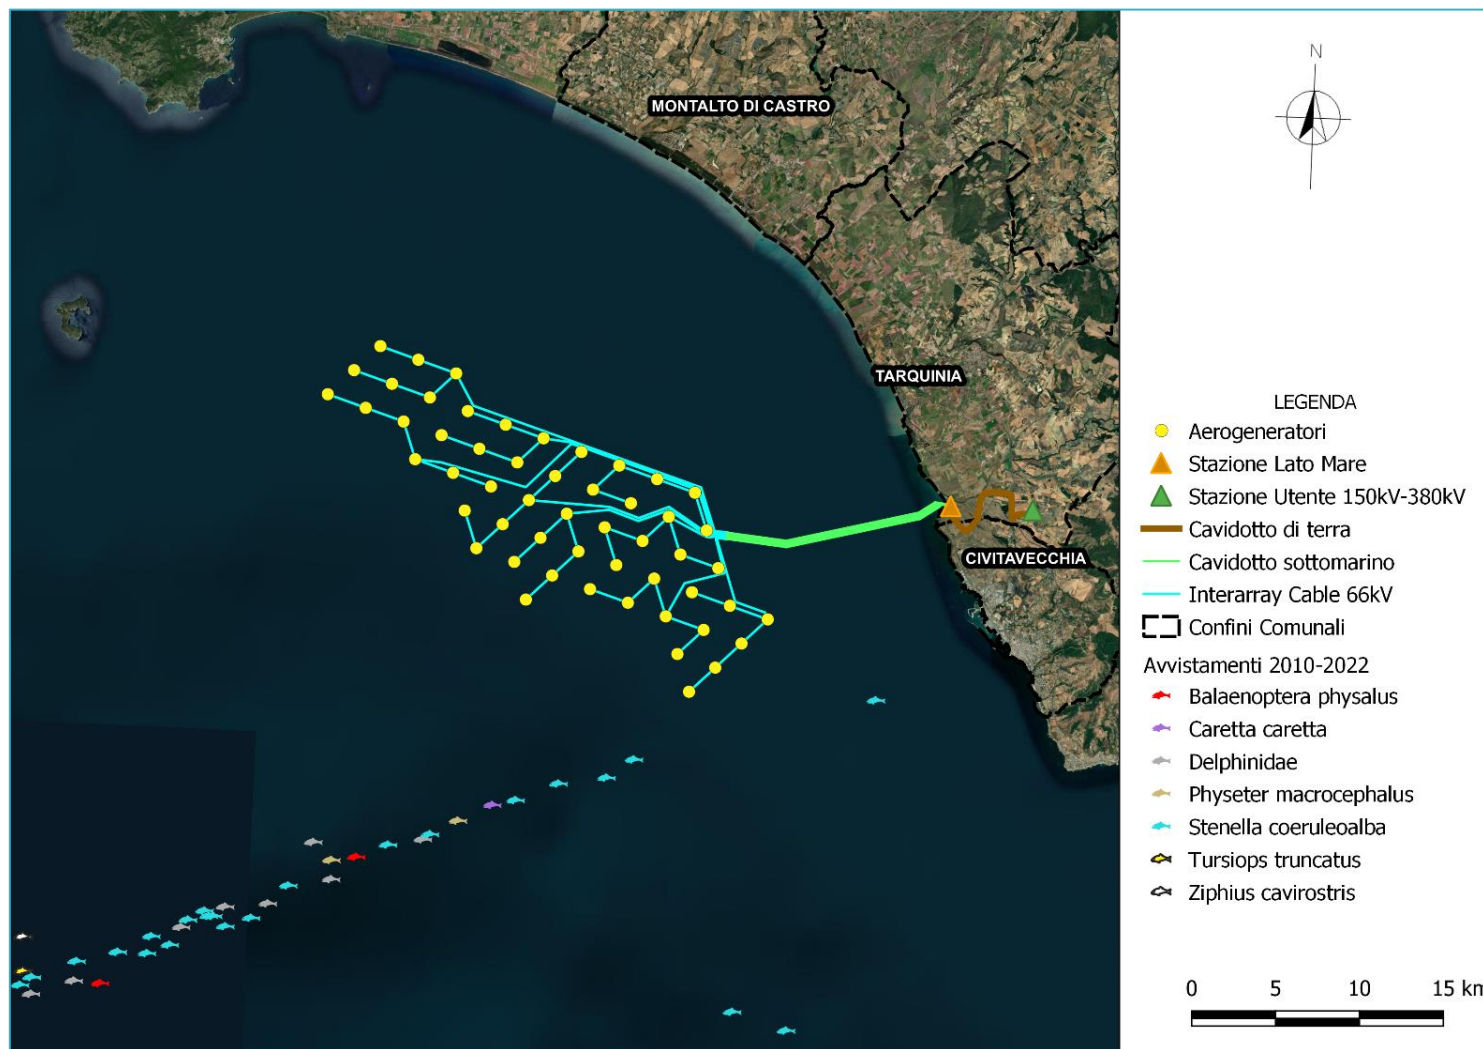 N
MONTALTO DI CASTRO
TARQUINIA
CIVITAVECCHIA
LEGENDA
Aerogeneratori
Stazione Lato Mare
Stazione Utente 150kV-380kV
Cavidotto di terra
Cavidotto sottomarino
Interarray Cable 66kV
Confini Comunali
Avvistamenti 2010-2022
Balaenoptera physalus
Caretta caretta
Delphinidae
Physeter macrocephalus
Stenella coeruleoalba
Tursiops truncatus
Ziphius cavirostris
0 5 10 15 km